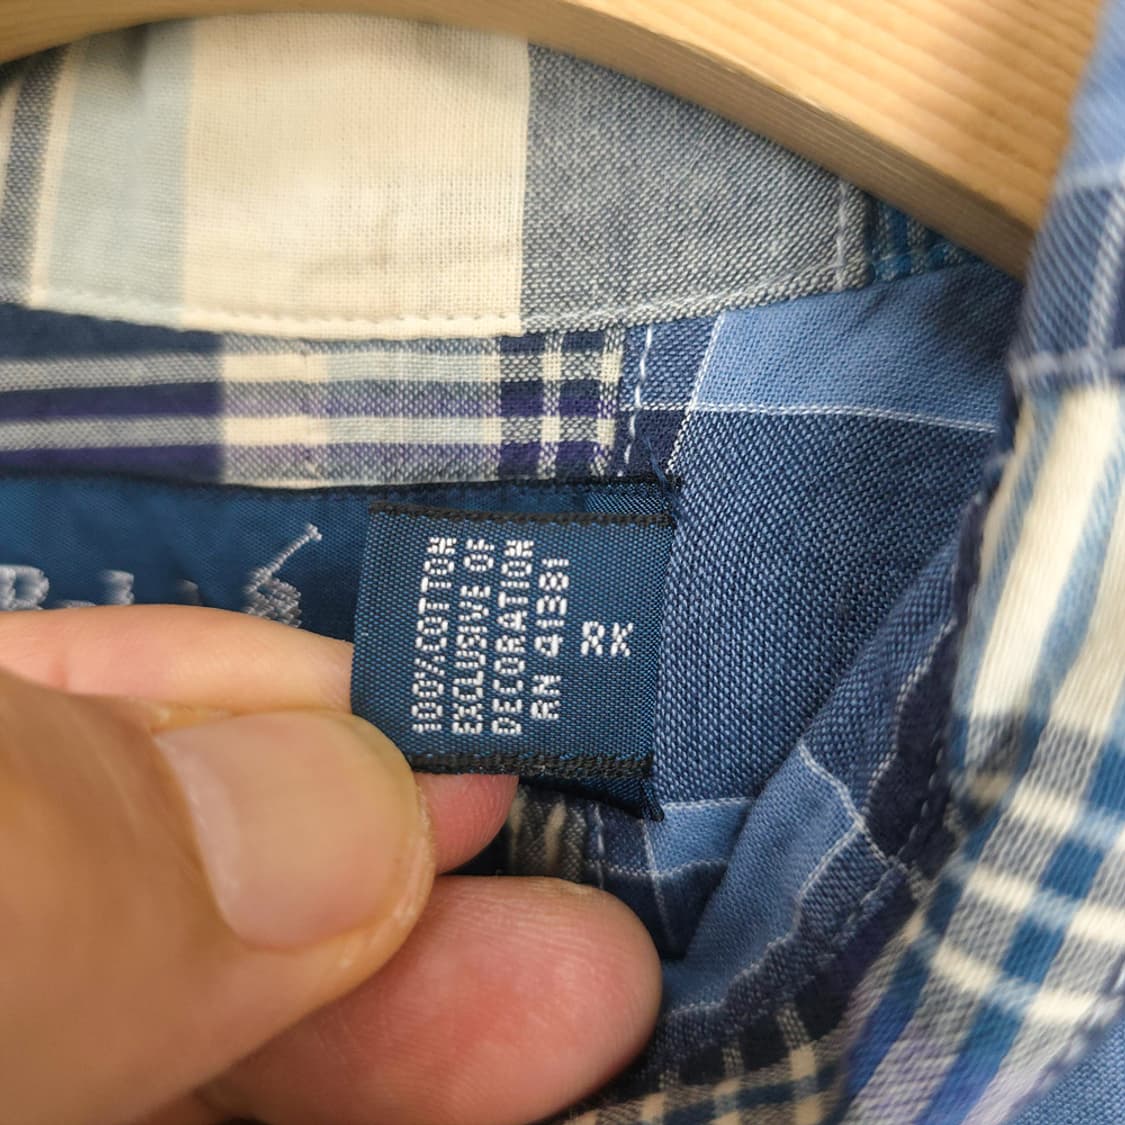 100% COTTON
EXCLUSIVE OF
DECORATION
RN 41381
RK